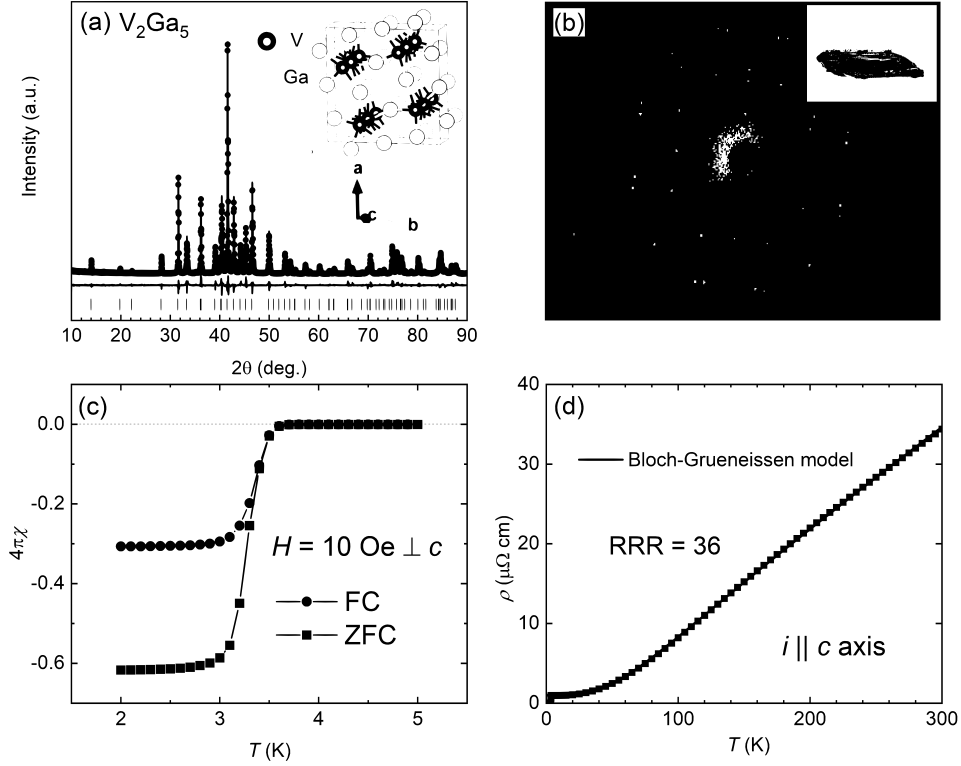 (a) V₂Ga₅
V
Ga
a
c
b
Intensity (a.u.)
10 20 30 40 50 60 70 80 90
2θ (deg.)
(b)
(c)
0.0
-0.2
-0.4
-0.6
4πχ
H = 10 Oe ⊥ c
FC
ZFC
2 3 4 5
T (K)
(d)
40
30
20
10
0
ρ (μΩ cm)
Bloch-Grueneissen model
RRR = 36
i || c axis
0 100 200 300
T (K)